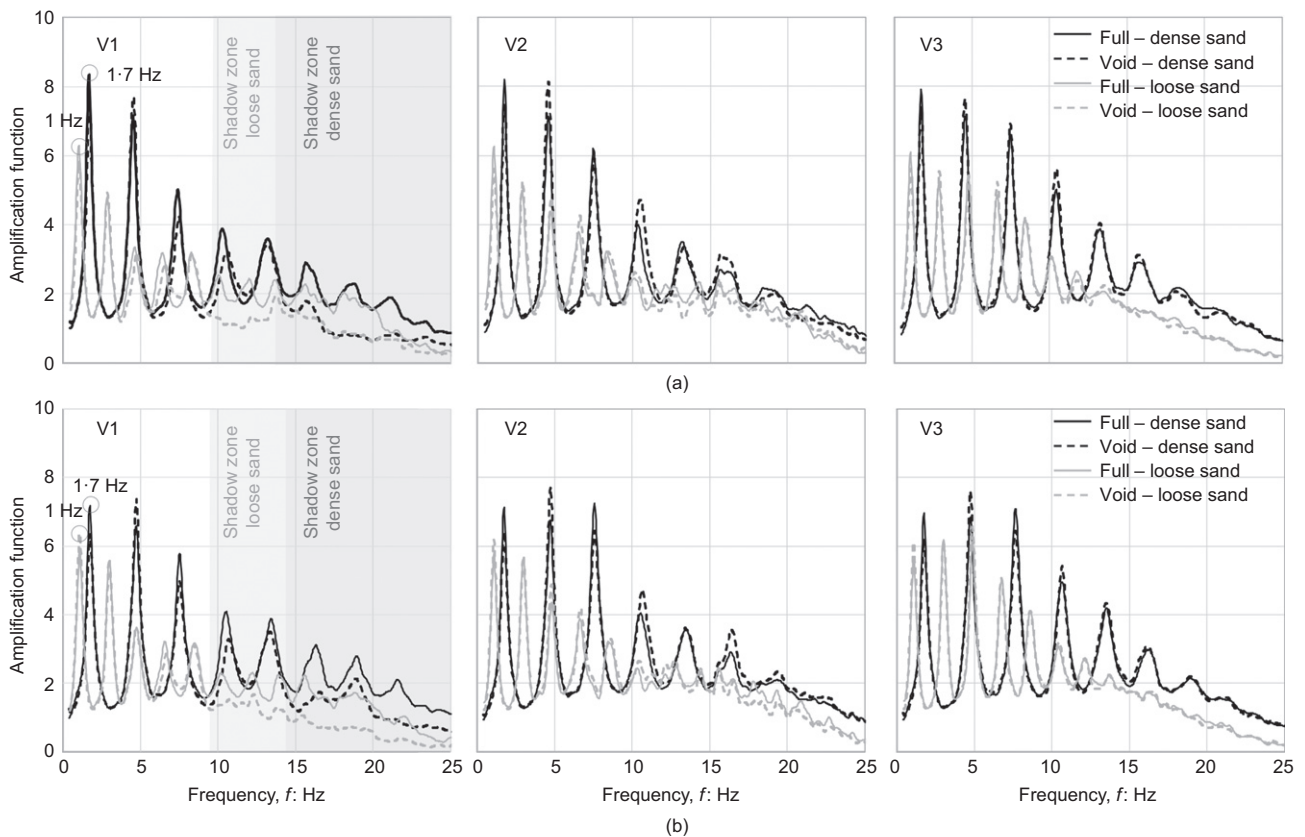 10
8
6
4
2
0
Amplification function
V1
1·7 Hz
1 Hz
Shadow zone
loose sand
Shadow zone
dense sand
V2
V3
Full – dense sand
Void – dense sand
Full – loose sand
Void – loose sand
(a)
10
8
6
4
2
0
Amplification function
V1
1·7 Hz
1 Hz
Shadow zone
loose sand
Shadow zone
dense sand
V2
V3
Full – dense sand
Void – dense sand
Full – loose sand
Void – loose sand
0 5 10 15 20 25
0 5 10 15 20 25
0 5 10 15 20 25
Frequency, f: Hz
Frequency, f: Hz
Frequency, f: Hz
(b)